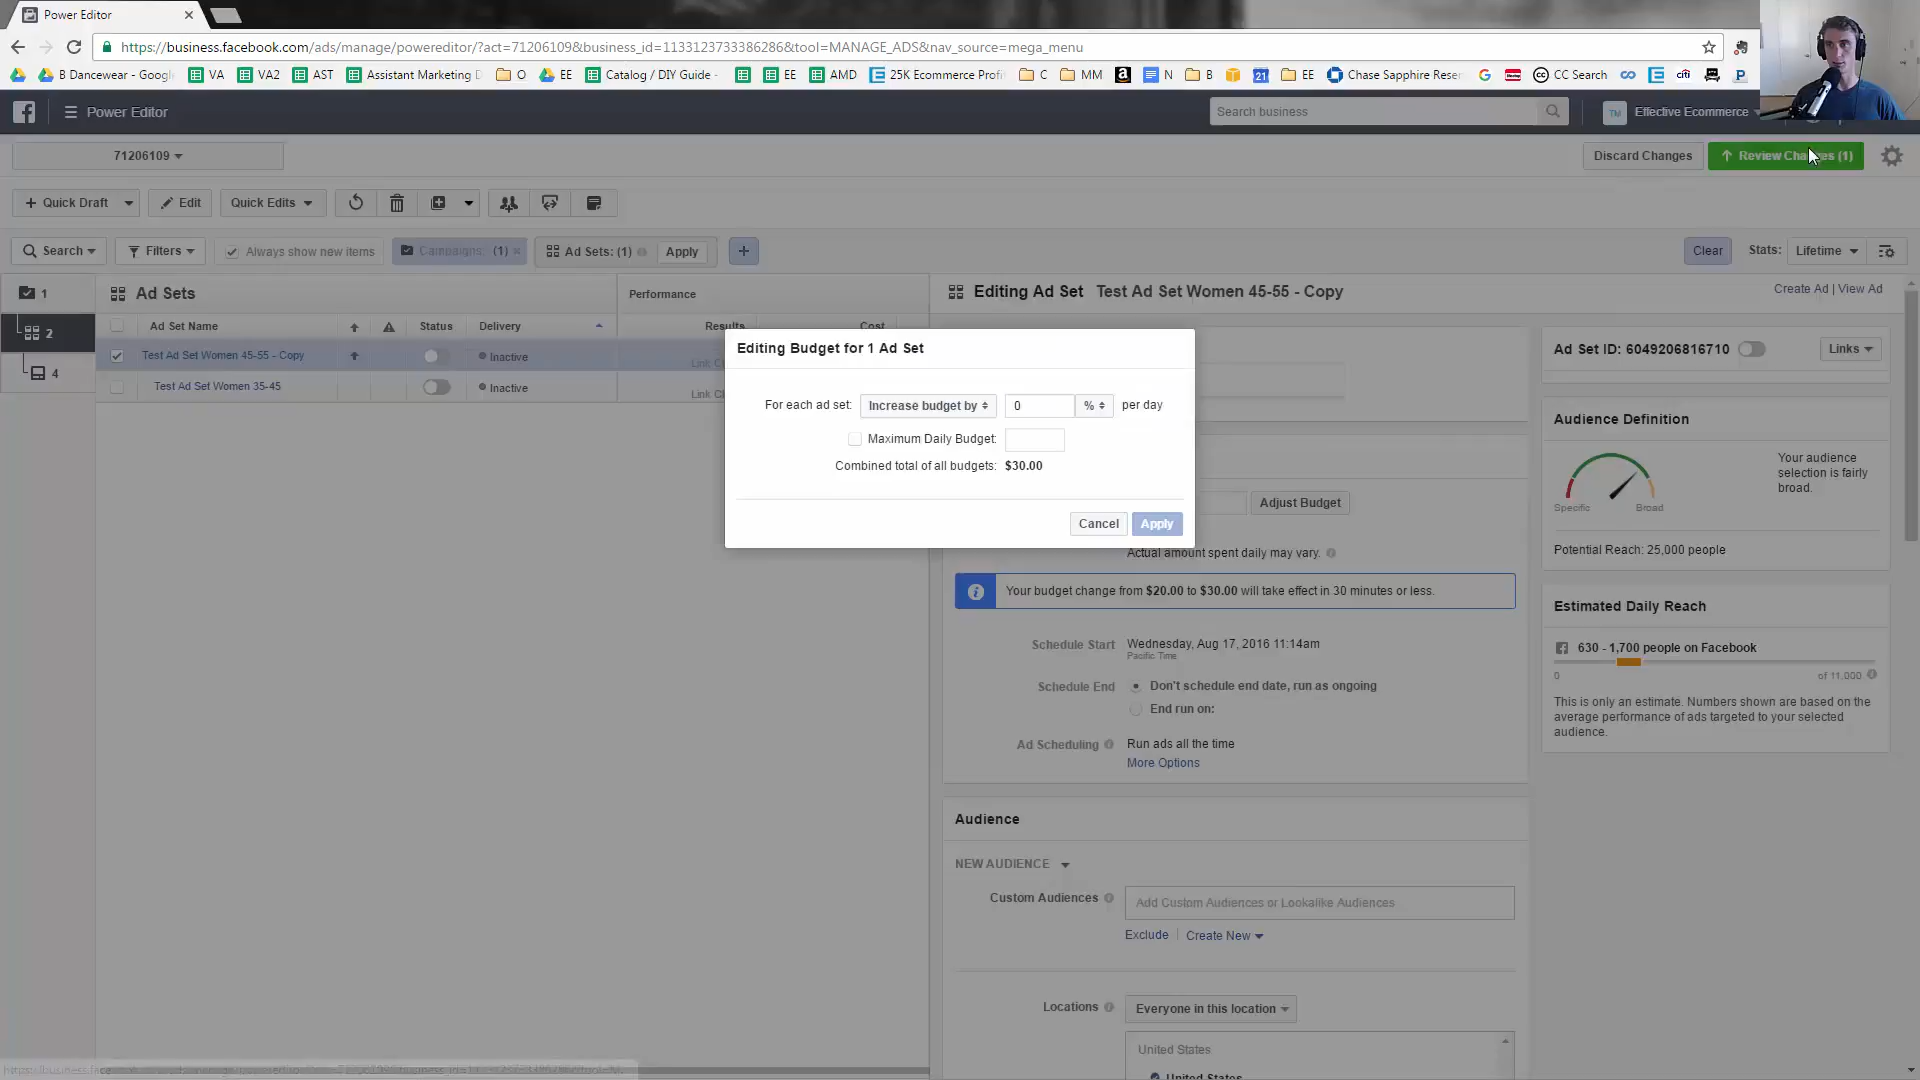 Power Editor
https://business.facebook.com/ads/manage/powereditor/?act=71206109&business_id=1133123733386286&tool=MANAGE_ADS&nav_source=mega_menu
B Dancewear - Google
VA
VA2
AST
Assistant Marketing D
O
EE
Catalog / DIY Guide -
EE
AMD
25K Ecommerce Profi
C
MM
N
B
21
EE
Chase Sapphire Reser
CC Search
Power Editor
Search business
TM
Effective Ecommerce
71206109
Discard Changes
Review Changes (1)
+ Quick Draft
Edit
Quick Edits
Search
Filters
Always show new items
Campaigns: (1) ×
Ad Sets: (1)
Apply
+
Clear
Stats:
Lifetime
1
2
4
Ad Sets
Performance
Ad Set Name
Status
Delivery
Results
Cost
Test Ad Set Women 45-55 - Copy
Inactive
Link C
Test Ad Set Women 35-45
Inactive
Link C
Editing Ad Set Test Ad Set Women 45-55 - Copy
Create Ad | View Ad
Editing Budget for 1 Ad Set
For each ad set: Increase budget by 0 % per day
Maximum Daily Budget:
Combined total of all budgets: $30.00
Cancel
Apply
Adjust Budget
Actual amount spent daily may vary.
Your budget change from $20.00 to $30.00 will take effect in 30 minutes or less.
Schedule Start Wednesday, Aug 17, 2016 11:14am
Pacific Time
Schedule End Don't schedule end date, run as ongoing
End run on:
Ad Scheduling Run ads all the time
More Options
Audience
NEW AUDIENCE
Custom Audiences Add Custom Audiences or Lookalike Audiences
Exclude | Create New
Locations Everyone in this location
United States
United States
Ad Set ID: 6049206816710
Links
Audience Definition
Your audience
selection is fairly
broad.
Specific
Broad
Potential Reach: 25,000 people
Estimated Daily Reach
630 - 1,700 people on Facebook
0
of 11,000
This is only an estimate. Numbers shown are based on the
average performance of ads targeted to your selected
audience.